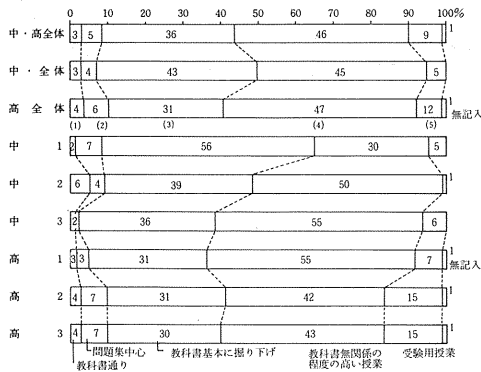 0 10 20 30 40 50 60 70 80 90 100%
中・高全体 3 5 36 46 9 1
中・全体 3 4 43 45 5
高全体 4 6 31 47 12 1
(1) (2) (3) (4) (5) 無記入
中 1 2 7 56 30 5
中 2 6 4 39 50 1
中 3 2 36 55 6
高 1 3 3 31 55 7 1
無記入
高 2 4 7 31 42 15 1
高 3 4 7 30 43 15 1
問題集中心 教科書基本に掘り下げ 教科書無関係の 受験用授業
教科書通り 程度の高い授業